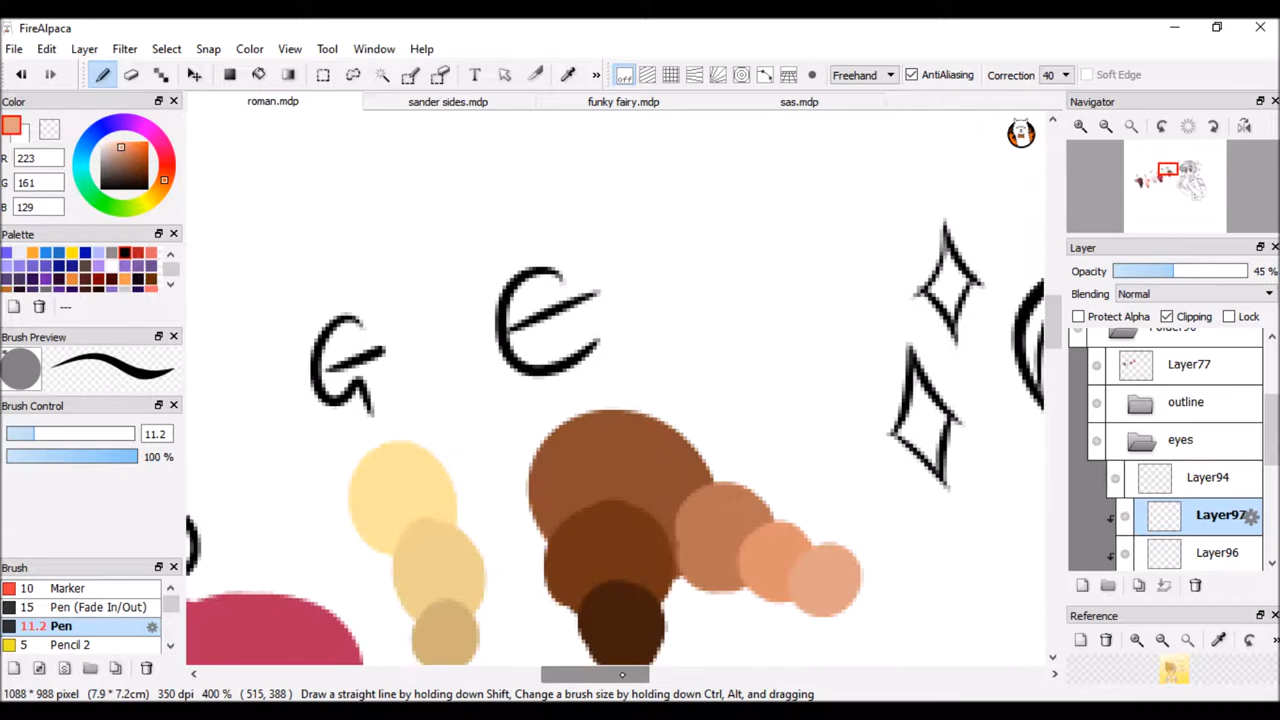 FireAlpaca
File Edit Layer Filter Select Snap Color View Tool Window Help
off Freehand AntiAliasing Correction 40 Soft Edge
Color
roman.mdp sander sides.mdp funky fairy.mdp sas.mdp
Navigator
R 223
G 161
B 129
Palette
---
Brush Preview
Brush Control
11.2
100 %
Brush
10 Marker
15 Pen (Fade In/Out)
11.2 Pen
5 Pencil 2
G E
Layer
Opacity 45 %
Blending Normal
Protect Alpha Clipping Lock
Layer77
outline
eyes
Layer94
Layer97
Layer96
Reference
1088 * 988 pixel (7.9 * 7.2cm) 350 dpi 400 % ( 515, 388 ) Draw a straight line by holding down Shift, Change a brush size by holding down Ctrl, Alt, and dragging